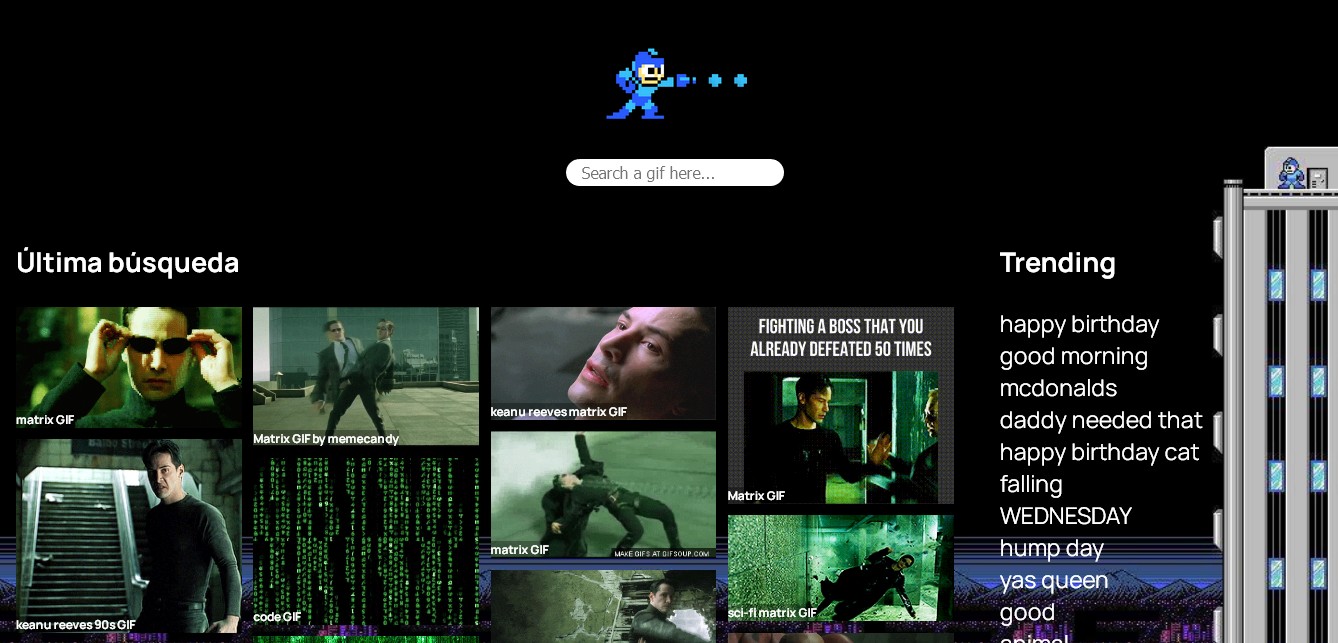 Search a gif here...
Última búsqueda
matrix GIF
keanu reeves 90s GIF
Matrix GIF by memecandy
code GIF
keanu reeves matrix GIF
matrix GIF
MAKE GIFS AT GIFSOUP.COM
FIGHTING A BOSS THAT YOU
ALREADY DEFEATED 50 TIMES
Matrix GIF
sci-fi matrix GIF
Trending
happy birthday
good morning
mcdonalds
daddy needed that
happy birthday cat
falling
WEDNESDAY
hump day
yas queen
good
animal